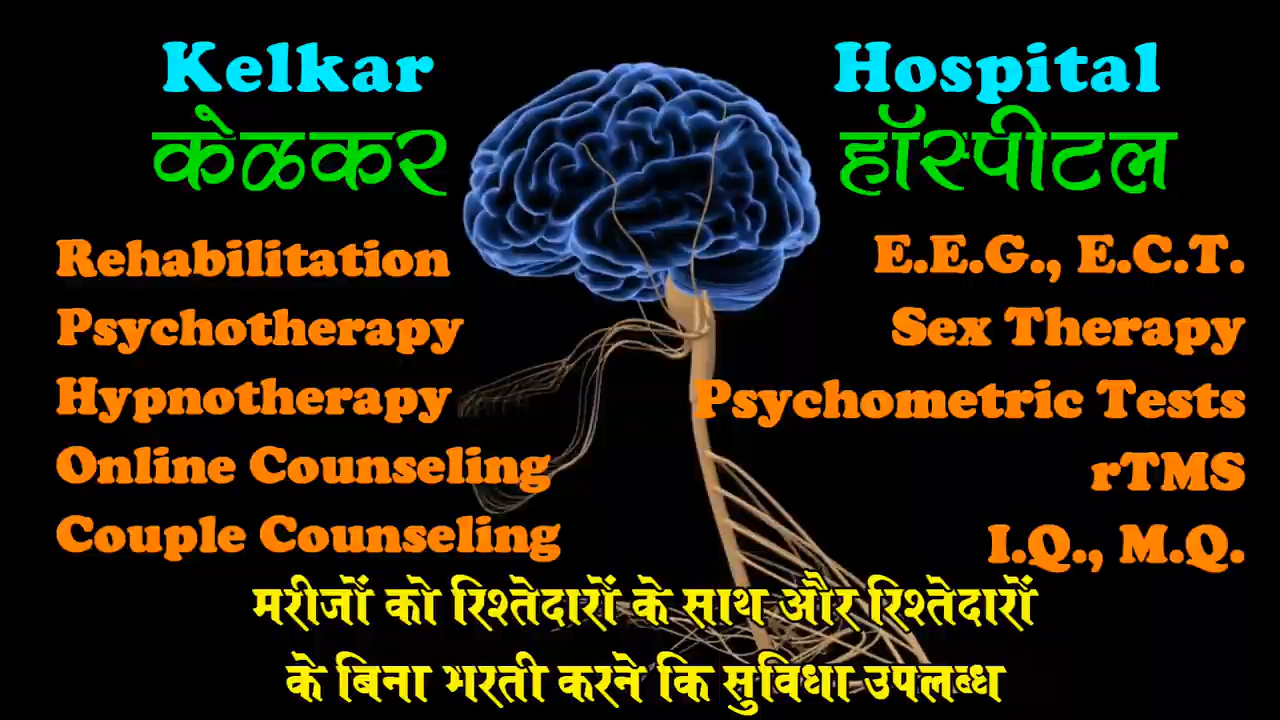 Kelkar Hospital
केळकर हॉस्पीटल
Rehabilitation
Psychotherapy
Hypnotherapy
Online Counseling
Couple Counseling
E.E.G., E.C.T.
Sex Therapy
Psychometric Tests
rTMS
I.Q., M.Q.
मरीजों को रिश्तेदारों के साथ और रिश्तेदारों
के बिना भरती करने कि सुविधा उपलब्ध